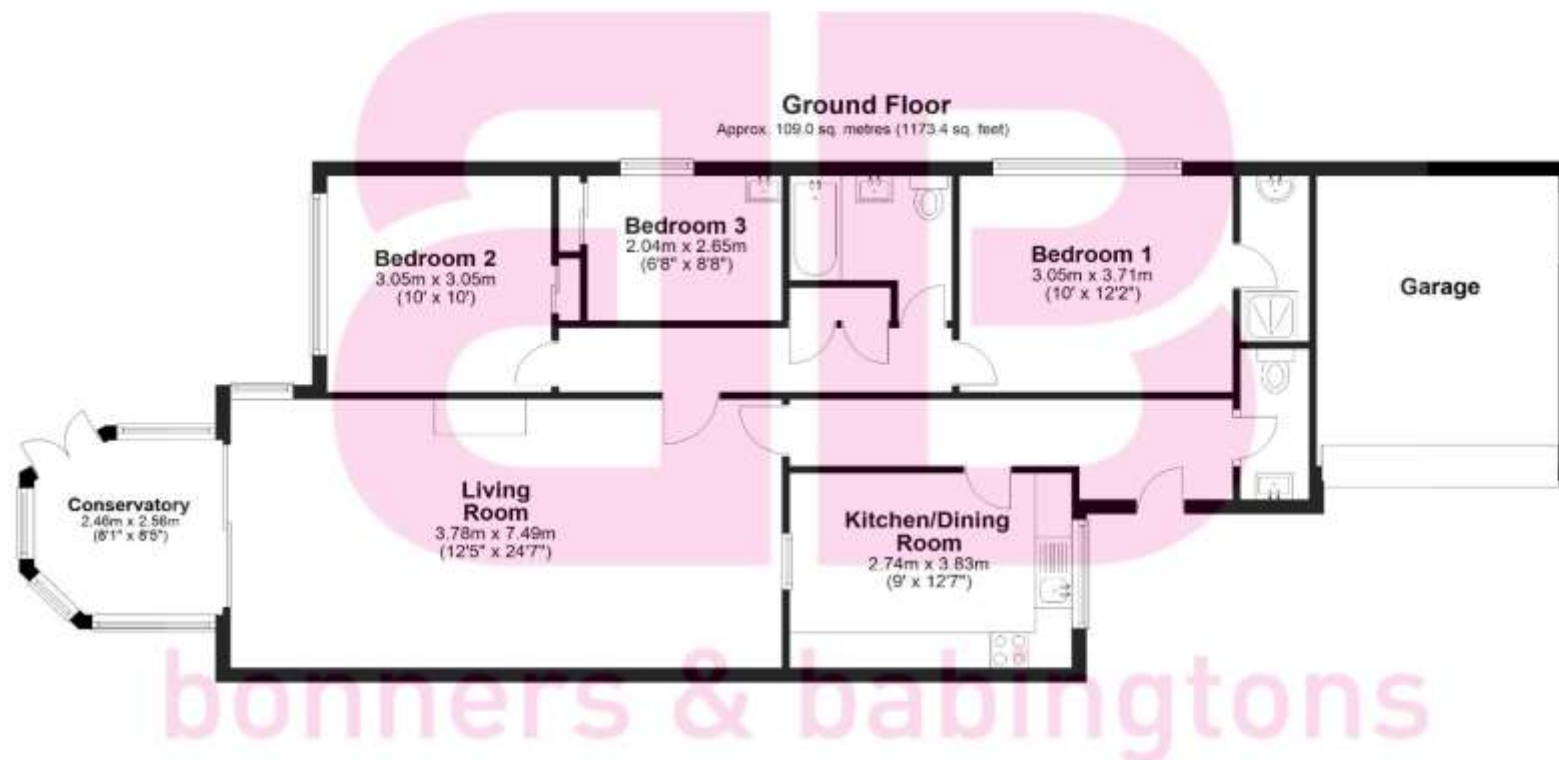 Ground Floor
Approx. 109.0 sq. metres (1173.4 sq. feet)
Bedroom 2
3.05m x 3.05m
(10' x 10')
Bedroom 3
2.04m x 2.65m
(6'8" x 8'8")
Bedroom 1
3.05m x 3.71m
(10' x 12'2")
Garage
Conservatory
2.46m x 2.56m
(8'1" x 8'5")
Living
Room
3.78m x 7.49m
(12'5" x 24'7")
Kitchen/Dining
Room
2.74m x 3.83m
(9' x 12'7")
bonners & babingtons